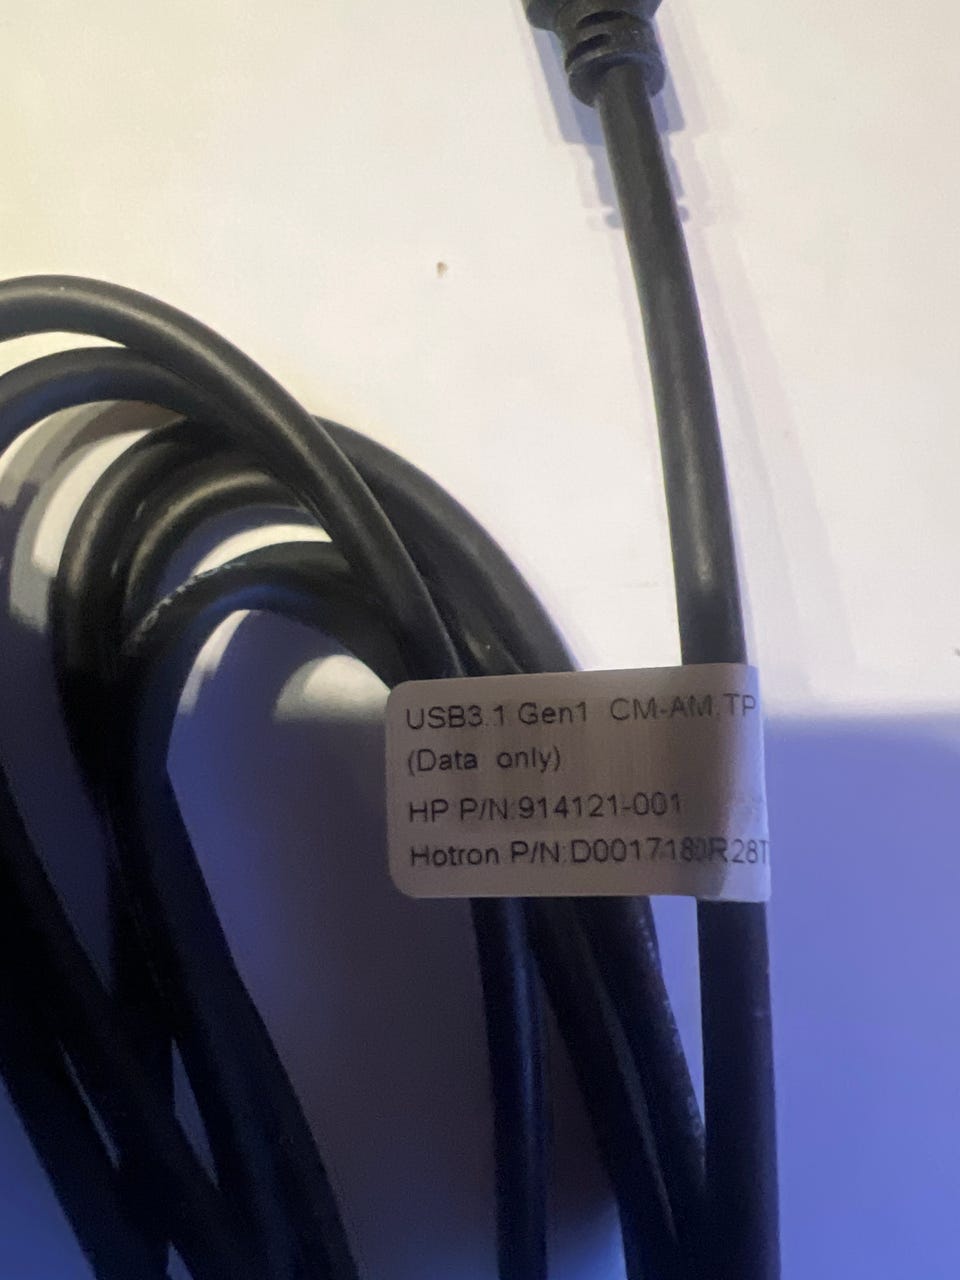 USB3.1 Gen1 CM-AM,TP
(Data only)
HP P/N:914121-001
Hotron P/N:D0017180R28T